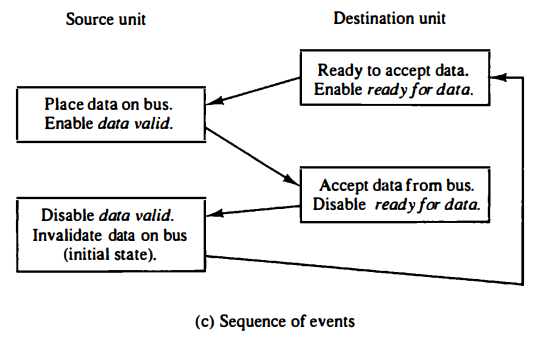 Source unit
Destination unit
Ready to accept data.
Enable ready for data.
Place data on bus.
Enable data valid.
Accept data from bus.
Disable ready for data.
Disable data valid.
Invalidate data on bus
(initial state).
(c) Sequence of events